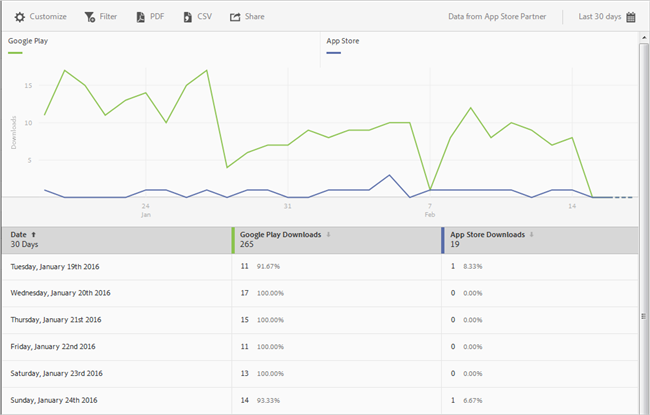 Customize Filter PDF CSV Share Data from App Store Partner Last 30 days
Google Play App Store
15
10
5
Downloads
24 31 7 14
Jan Feb
Date Google Play Downloads App Store Downloads
30 Days 265 19
Tuesday, January 19th 2016 11 91.67% 1 8.33%
Wednesday, January 20th 2016 17 100.00% 0 0.00%
Thursday, January 21st 2016 15 100.00% 0 0.00%
Friday, January 22nd 2016 11 100.00% 0 0.00%
Saturday, January 23rd 2016 13 100.00% 0 0.00%
Sunday, January 24th 2016 14 93.33% 1 6.67%